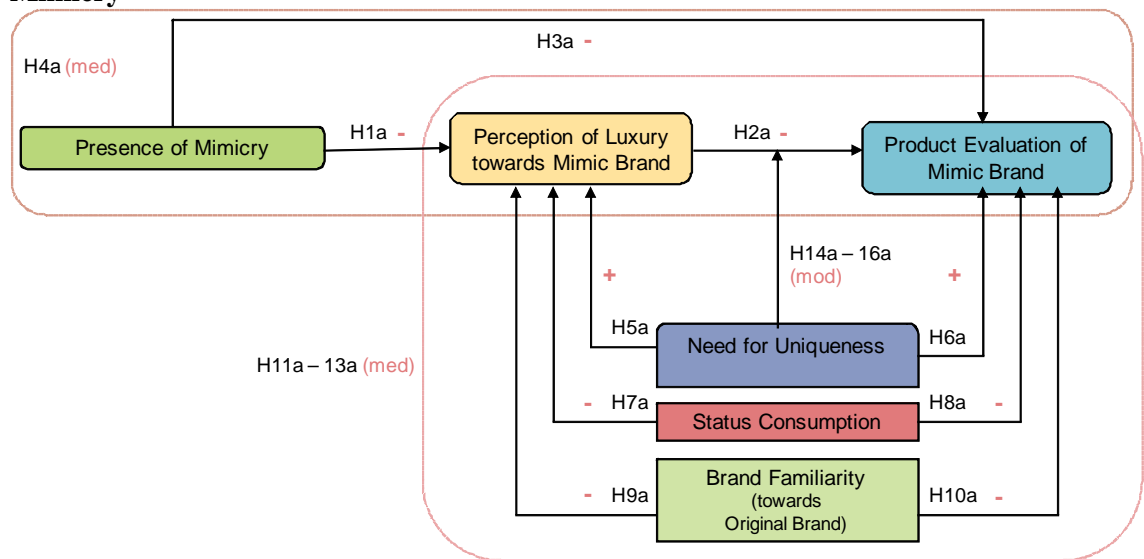 Mimicry
H3a -
H4a (med)
H1a -
Presence of Mimicry
Perception of Luxury
towards Mimic Brand
H2a -
Product Evaluation of
Mimic Brand
H14a – 16a
(mod)
+
+
H5a
Need for Uniqueness
H6a
H11a – 13a (med)
- H7a
Status Consumption
H8a -
- H9a
Brand Familiarity
(towards
Original Brand)
H10a -